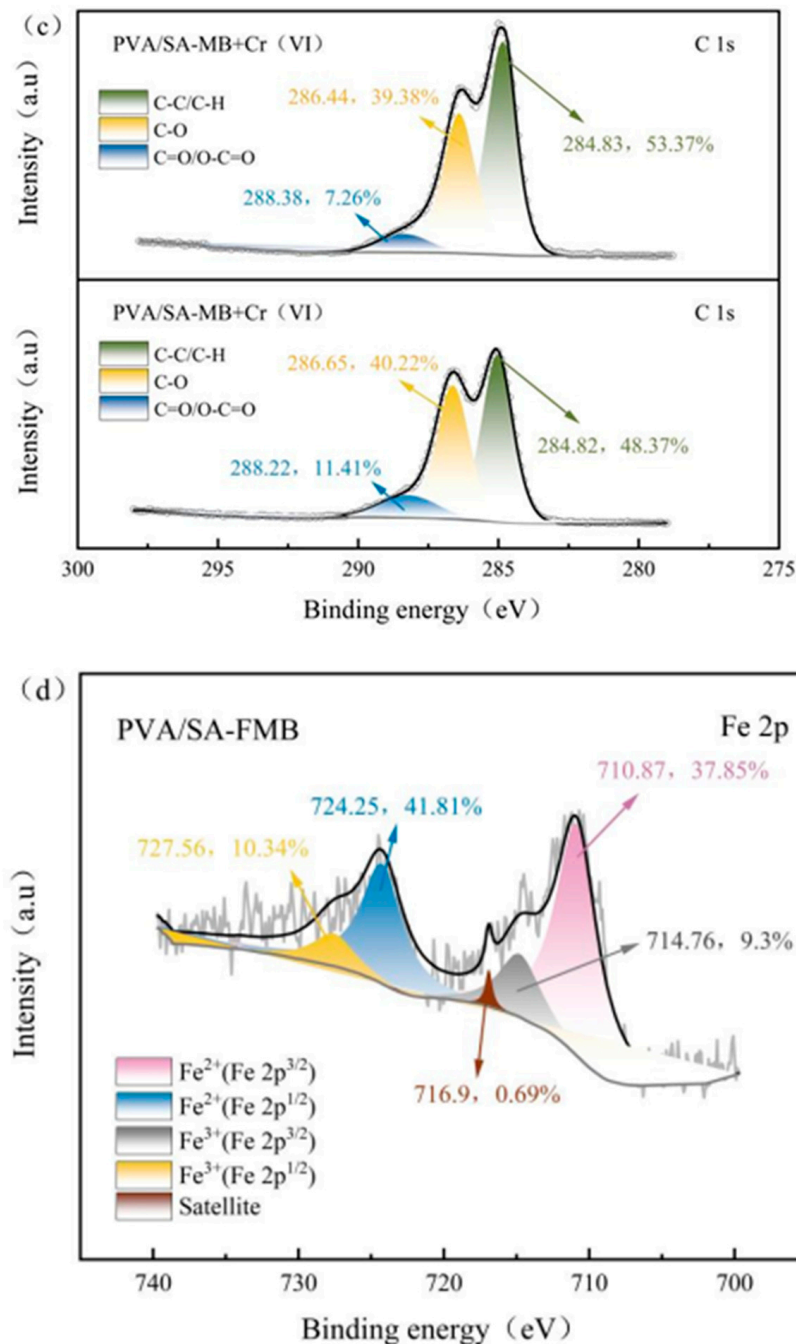 (c)
PVA/SA-MB+Cr（VI）
C 1s
C-C/C-H
C-O
C=O/O-C=O
286.44，39.38%
284.83，53.37%
288.38，7.26%
Intensity（a.u）
PVA/SA-MB+Cr（VI）
C 1s
C-C/C-H
C-O
C=O/O-C=O
286.65，40.22%
284.82，48.37%
288.22，11.41%
Intensity（a.u）
300 295 290 285 280 275
Binding energy（eV）
（d）
PVA/SA-FMB
Fe 2p
710.87，37.85%
724.25，41.81%
727.56，10.34%
714.76，9.3%
716.9，0.69%
Fe²⁺(Fe 2p³/²)
Fe²⁺(Fe 2p¹/²)
Fe³⁺(Fe 2p³/²)
Fe³⁺(Fe 2p¹/²)
Satellite
Intensity（a.u）
740 730 720 710 700
Binding energy（eV）